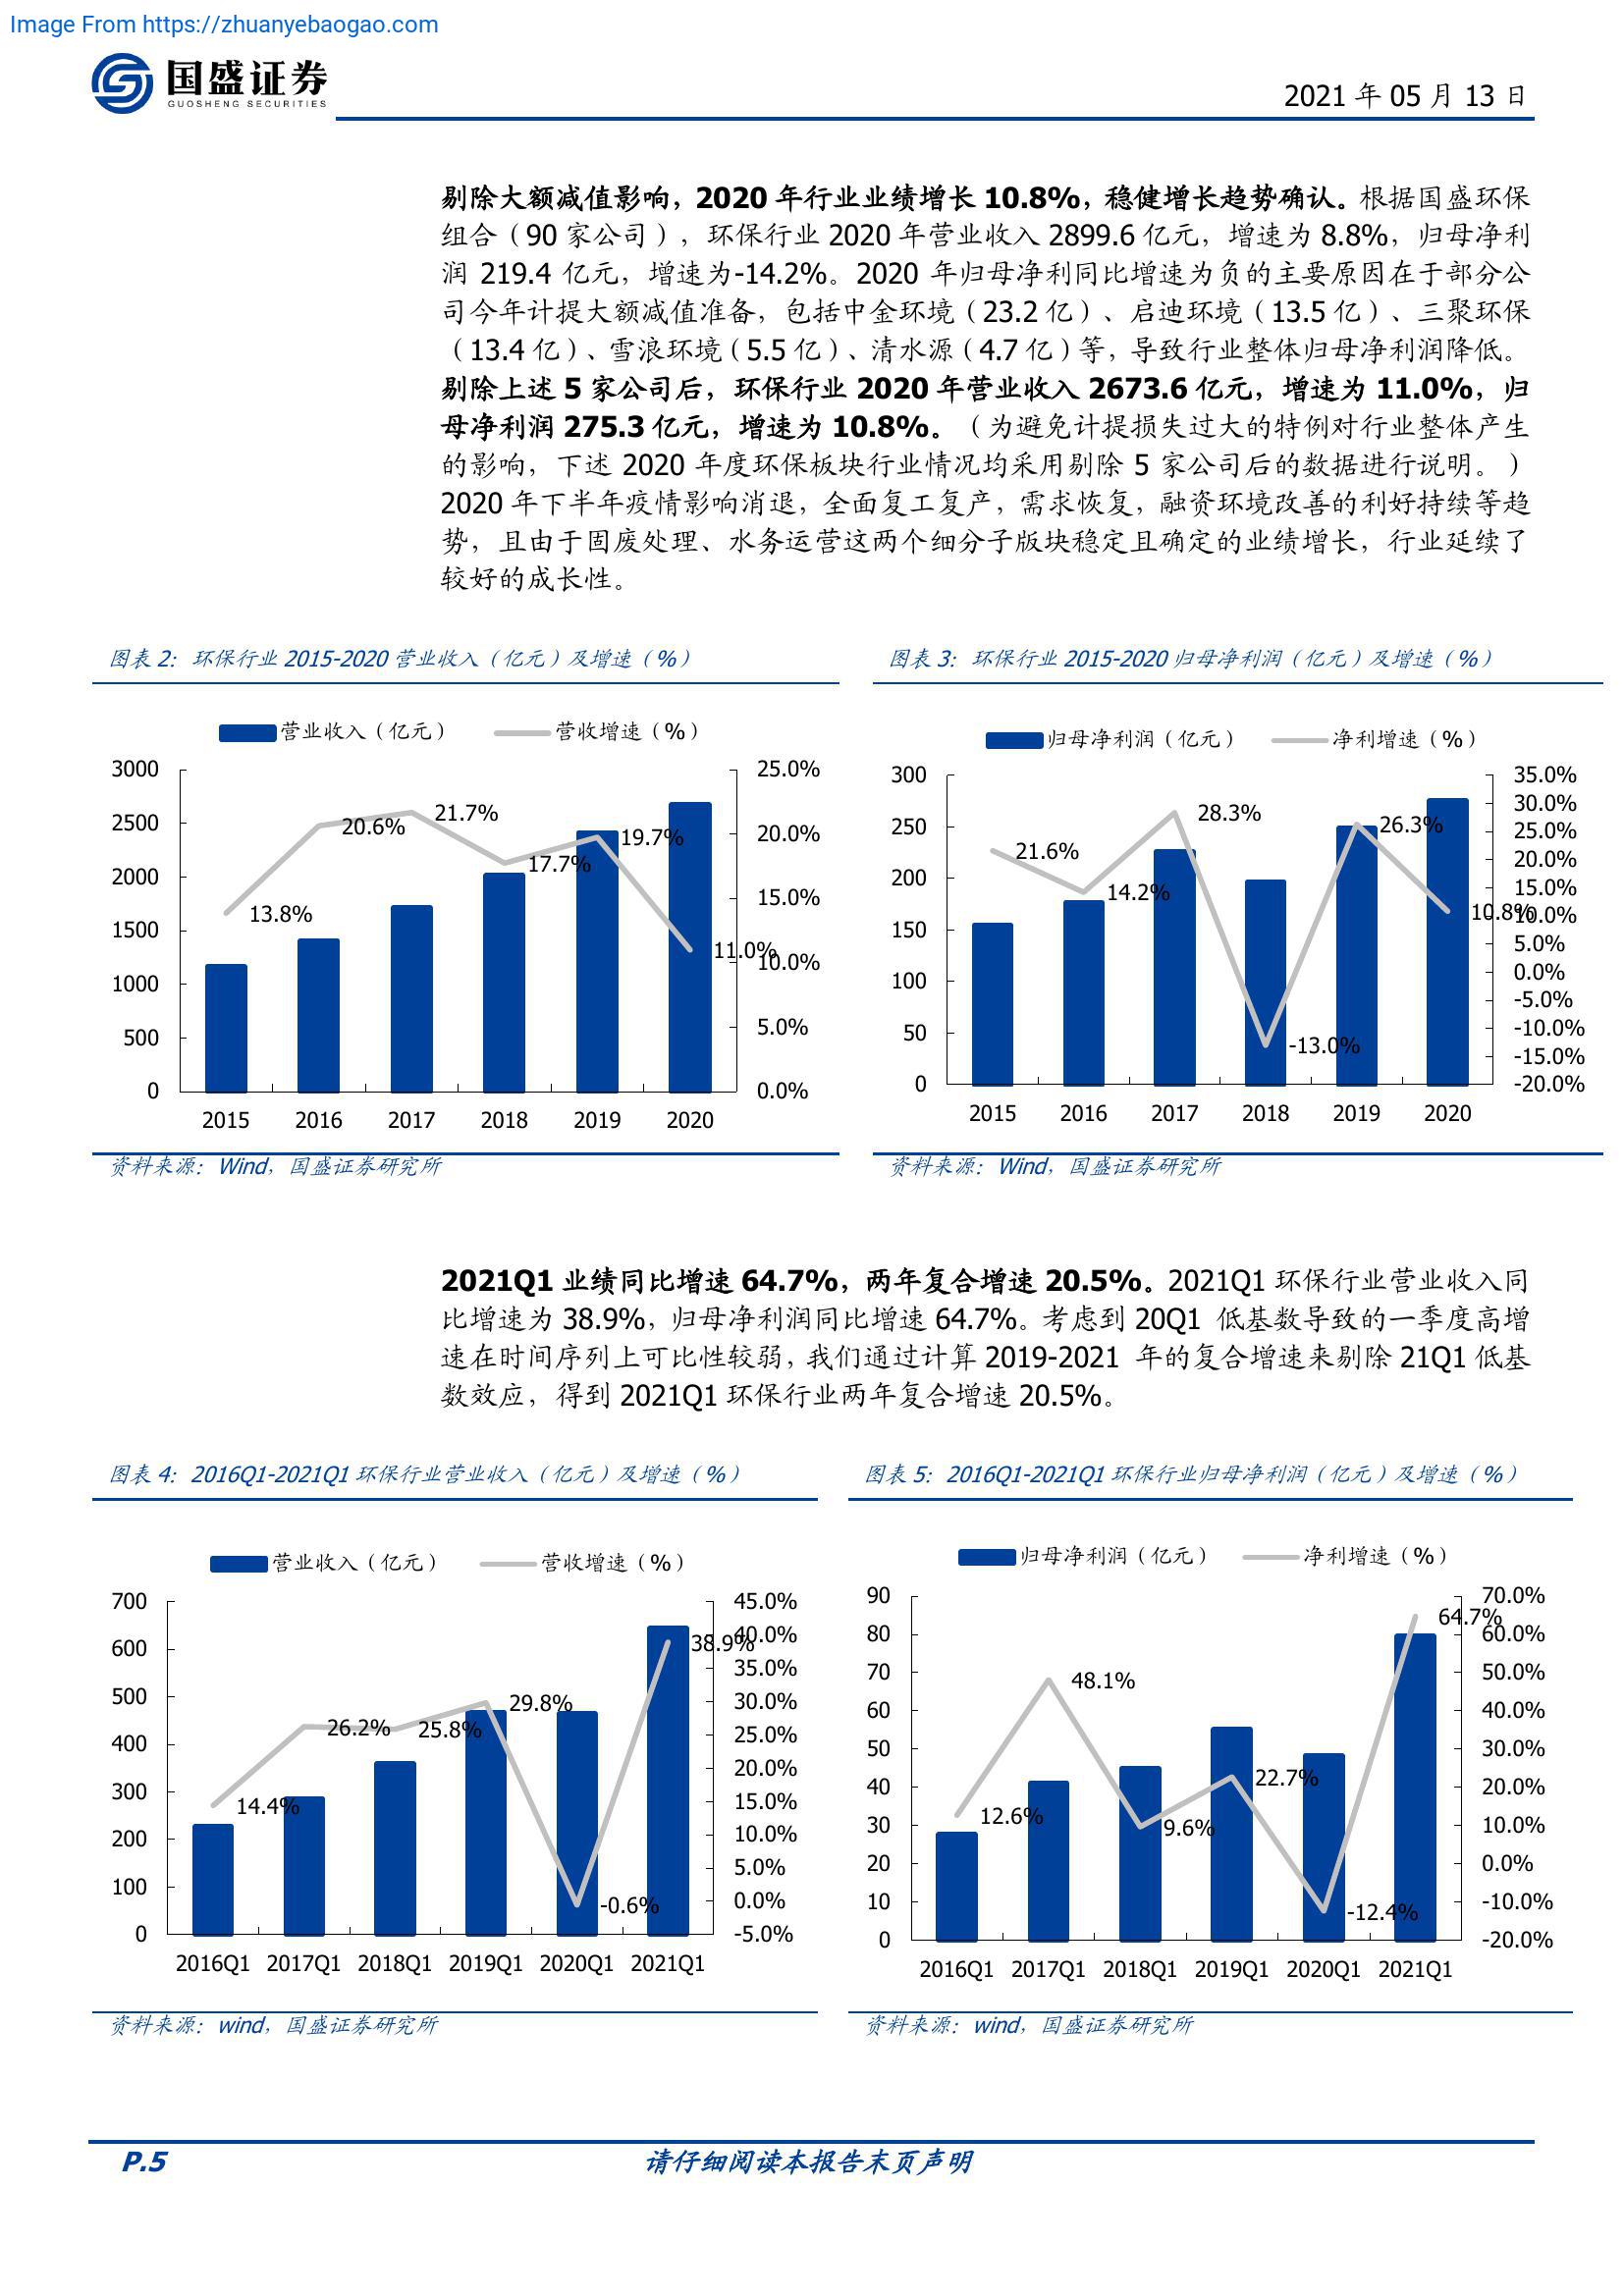 Image From https://zhuanyebaogao.com
国盛证券
GUOSHENG SECURITIES
2021 年 05 月 13 日
剔除大额减值影响，2020 年行业业绩增长 10.8%，稳健增长趋势确认。根据国盛环保
组合（90 家公司），环保行业 2020 年营业收入 2899.6 亿元，增速为 8.8%，归母净利
润 219.4 亿元，增速为-14.2%。2020 年归母净利同比增速为负的主要原因在于部分公
司今年计提大额减值准备，包括中金环境（23.2 亿）、启迪环境（13.5 亿）、三聚环保
（13.4 亿）、雪浪环境（5.5 亿）、清水源（4.7 亿）等，导致行业整体归母净利润降低。
剔除上述 5 家公司后，环保行业 2020 年营业收入 2673.6 亿元，增速为 11.0%，归
母净利润 275.3 亿元，增速为 10.8%。（为避免计提损失过大的特例对行业整体产生
的影响，下述 2020 年度环保板块行业情况均采用剔除 5 家公司后的数据进行说明。）
2020 年下半年疫情影响消退，全面复工复产，需求恢复，融资环境改善的利好持续等趋
势，且由于固废处理、水务运营这两个细分子版块稳定且确定的业绩增长，行业延续了
较好的成长性。
图表 2：环保行业 2015-2020 营业收入（亿元）及增速（%）
营业收入（亿元） 营收增速（%）
3000
2500
2000
1500
1000
500
0
25.0%
20.0%
15.0%
10.0%
5.0%
0.0%
13.8%
20.6%
21.7%
17.7%
19.7%
11.0%
2015 2016 2017 2018 2019 2020
资料来源：Wind，国盛证券研究所
图表 3：环保行业 2015-2020 归母净利润（亿元）及增速（%）
归母净利润（亿元） 净利增速（%）
300
250
200
150
100
50
0
35.0%
30.0%
25.0%
20.0%
15.0%
10.0%
5.0%
0.0%
-5.0%
-10.0%
-15.0%
-20.0%
21.6%
14.2%
28.3%
-13.0%
26.3%
10.8%
2015 2016 2017 2018 2019 2020
资料来源：Wind，国盛证券研究所
2021Q1 业绩同比增速 64.7%，两年复合增速 20.5%。2021Q1 环保行业营业收入同
比增速为 38.9%，归母净利润同比增速 64.7%。考虑到 20Q1 低基数导致的一季度高增
速在时间序列上可比性较弱，我们通过计算 2019-2021 年的复合增速来剔除 21Q1 低基
数效应，得到 2021Q1 环保行业两年复合增速 20.5%。
图表 4：2016Q1-2021Q1 环保行业营业收入（亿元）及增速（%）
营业收入（亿元） 营收增速（%）
700
600
500
400
300
200
100
0
45.0%
40.0%
35.0%
30.0%
25.0%
20.0%
15.0%
10.0%
5.0%
0.0%
-5.0%
14.4%
26.2%
25.8%
29.8%
-0.6%
38.9%
2016Q1 2017Q1 2018Q1 2019Q1 2020Q1 2021Q1
资料来源：wind，国盛证券研究所
图表 5：2016Q1-2021Q1 环保行业归母净利润（亿元）及增速（%）
归母净利润（亿元） 净利增速（%）
90
80
70
60
50
40
30
20
10
0
70.0%
60.0%
50.0%
40.0%
30.0%
20.0%
10.0%
0.0%
-10.0%
-20.0%
12.6%
48.1%
9.6%
22.7%
-12.4%
64.7%
2016Q1 2017Q1 2018Q1 2019Q1 2020Q1 2021Q1
资料来源：wind，国盛证券研究所
P.5
请仔细阅读本报告末页声明